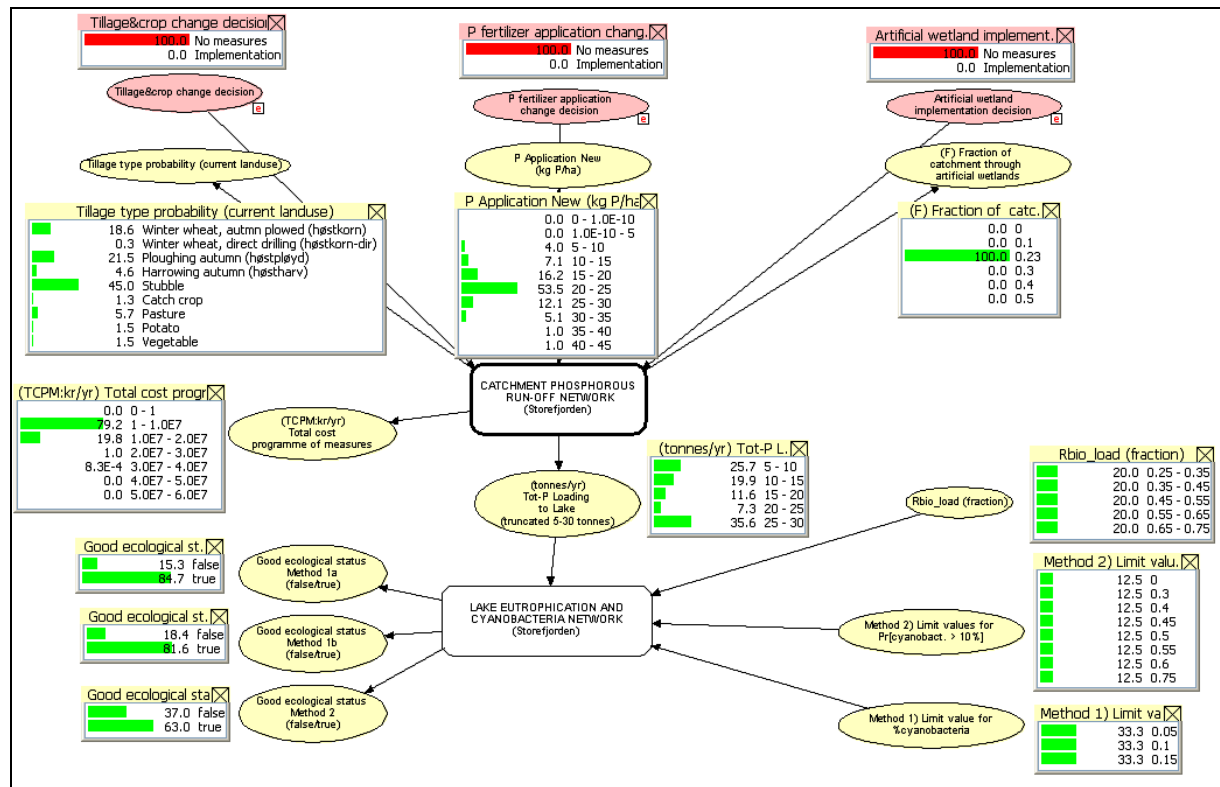 Tillage&crop change decisio
100.0 No measures
0.0 Implementation
Tillage&crop change decision
e
Tillage type probability (current landuse)
Tillage type probability (current landuse)
18.6 Winter wheat, autmn plowed (høstkorn)
0.3 Winter wheat, direct drilling (høstkorn-dir)
21.5 Ploughing autumn (høstpløyd)
4.6 Harrowing autumn (høstharv)
45.0 Stubble
1.3 Catch crop
5.7 Pasture
1.5 Potato
1.5 Vegetable
P fertilizer application chang.
100.0 No measures
0.0 Implementation
P fertilizer application
change decision
e
P Application New
(kg P/ha)
P Application New (kg P/ha
0.0 0 - 1.0E-10
0.0 1.0E-10 - 5
4.0 5 - 10
7.1 10 - 15
16.2 15 - 20
53.5 20 - 25
12.1 25 - 30
5.1 30 - 35
1.0 35 - 40
1.0 40 - 45
Artificial wetland implement.
100.0 No measures
0.0 Implementation
Artificial wetland
implementation decision
e
(F) Fraction of
catchment through
artificial wetlands
(F) Fraction of catc.
0.0 0
0.0 0.1
100.0 0.23
0.0 0.3
0.0 0.4
0.0 0.5
CATCHMENT PHOSPHOROUS
RUN-OFF NETWORK
(Storefjorden)
(TCPM:kr/yr) Total cost progr
0.0 0 - 1
79.2 1 - 1.0E7
19.8 1.0E7 - 2.0E7
1.0 2.0E7 - 3.0E7
8.3E-4 3.0E7 - 4.0E7
0.0 4.0E7 - 5.0E7
0.0 5.0E7 - 6.0E7
(TCPM:kr/yr)
Total cost
programme of measures
(tonnes/yr)
Tot-P Loading
to Lake
(truncated 5-30 tonnes)
(tonnes/yr) Tot-P L.
25.7 5 - 10
19.9 10 - 15
11.6 15 - 20
7.3 20 - 25
35.6 25 - 30
Rbio_load (fraction)
Rbio_load (fraction)
20.0 0.25 - 0.35
20.0 0.35 - 0.45
20.0 0.45 - 0.55
20.0 0.55 - 0.65
20.0 0.65 - 0.75
Good ecological st.
15.3 false
84.7 true
Good ecological status
Method 1a
(false/true)
Good ecological st.
18.4 false
81.6 true
Good ecological status
Method 1b
(false/true)
Good ecological sta
37.0 false
63.0 true
Good ecological status
Method 2
(false/true)
LAKE EUTROPHICATION AND
CYANOBACTERIA NETWORK
(Storefjorden)
Method 2) Limit values for
Pr[cyanobact. > 10%]
Method 2) Limit valu.
12.5 0
12.5 0.3
12.5 0.4
12.5 0.45
12.5 0.5
12.5 0.55
12.5 0.6
12.5 0.75
Method 1) Limit value for
%cyanobacteria
Method 1) Limit va
33.3 0.05
33.3 0.1
33.3 0.15